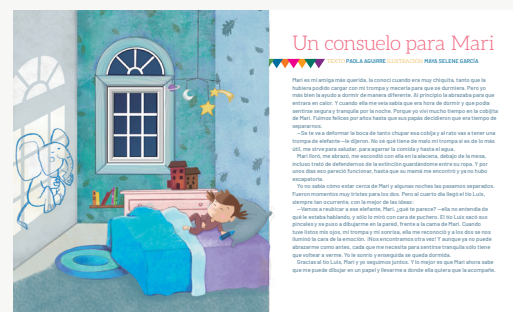 Un consuelo para Mari
TEXTO PAOLA AGUIRRE ILUSTRACIÓN MAYA SELENE GARCÍA
Mari es mi amiga más querida, la conocí cuando era muy chiquita, tanto que la
hubiera podido cargar con mi trompa y mecerla para que se durmiera. Pero yo
más bien la ayudo a dormir de manera diferente. Al principio la abrazaba para que
entrara en calor. Y cuando ella me veía sabía que era hora de dormir y que podía
sentirse segura y tranquila por la noche. Porque yo viví mucho tiempo en la cobijita
de Mari. Fuimos felices por años hasta que sus papás decidieron que era tiempo de
separarnos.
—Se te va a deformar la boca de tanto chupar esa cobija y al rato vas a tener una
trompa de elefante —le dijeron. No sé qué tiene de malo mi trompa si es de lo más
útil, me sirve para saludar, para agarrar la comida y hasta el agua.
Mari lloró, me abrazó, me escondió con ella en la alacena, debajo de la mesa,
incluso trató de defendernos de la extinción guardándome entre su ropa. Y por
unos días eso pareció funcionar, hasta que su mamá me encontró y ya no hubo
escapatoria.
Yo no sabía cómo estar cerca de Mari y algunas noches las pasamos separados.
Fueron momentos muy tristes para los dos. Pero al cuarto día llegó el tío Luis,
siempre tan ocurrente, con la mejor de las ideas:
—Vamos a reubicar a ese elefante, Mari, ¿qué te parece? —ella no entendía de
qué le estaba hablando, y sólo lo miró con cara de puchero. El tío Luis sacó sus
pinceles y se puso a dibujarme en la pared, frente a la cama de Mari. Cuando
tuve listos mis ojos, mi trompa y mi sonrisa, ella me reconoció y a los dos se nos
iluminó la cara de la emoción. ¡Nos encontramos otra vez! Y aunque ya no puede
abrazarme como antes, cada que me necesita para sentirse tranquila sólo tiene
que voltear a verme. Yo le sonrío y enseguida se queda dormida.
Gracias al tío Luis, Mari y yo seguimos juntos. Y lo mejor es que Mari ahora sabe
que me puede dibujar en un papel y llevarme a donde ella quiera que la acompañe.